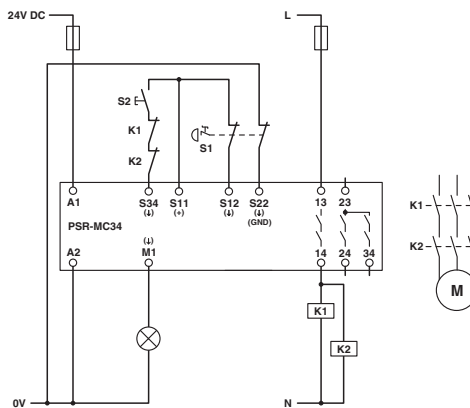 24V DC
L
S2
K1
S1
K2
A1
S34
S11
S12
S22
13
23
(↓)
(+)
(↓)
(↓)
(GND)
PSR-MC34
K1
K2
(↓)
A2
M1
14
24
34
M
K1
K2
0V
N